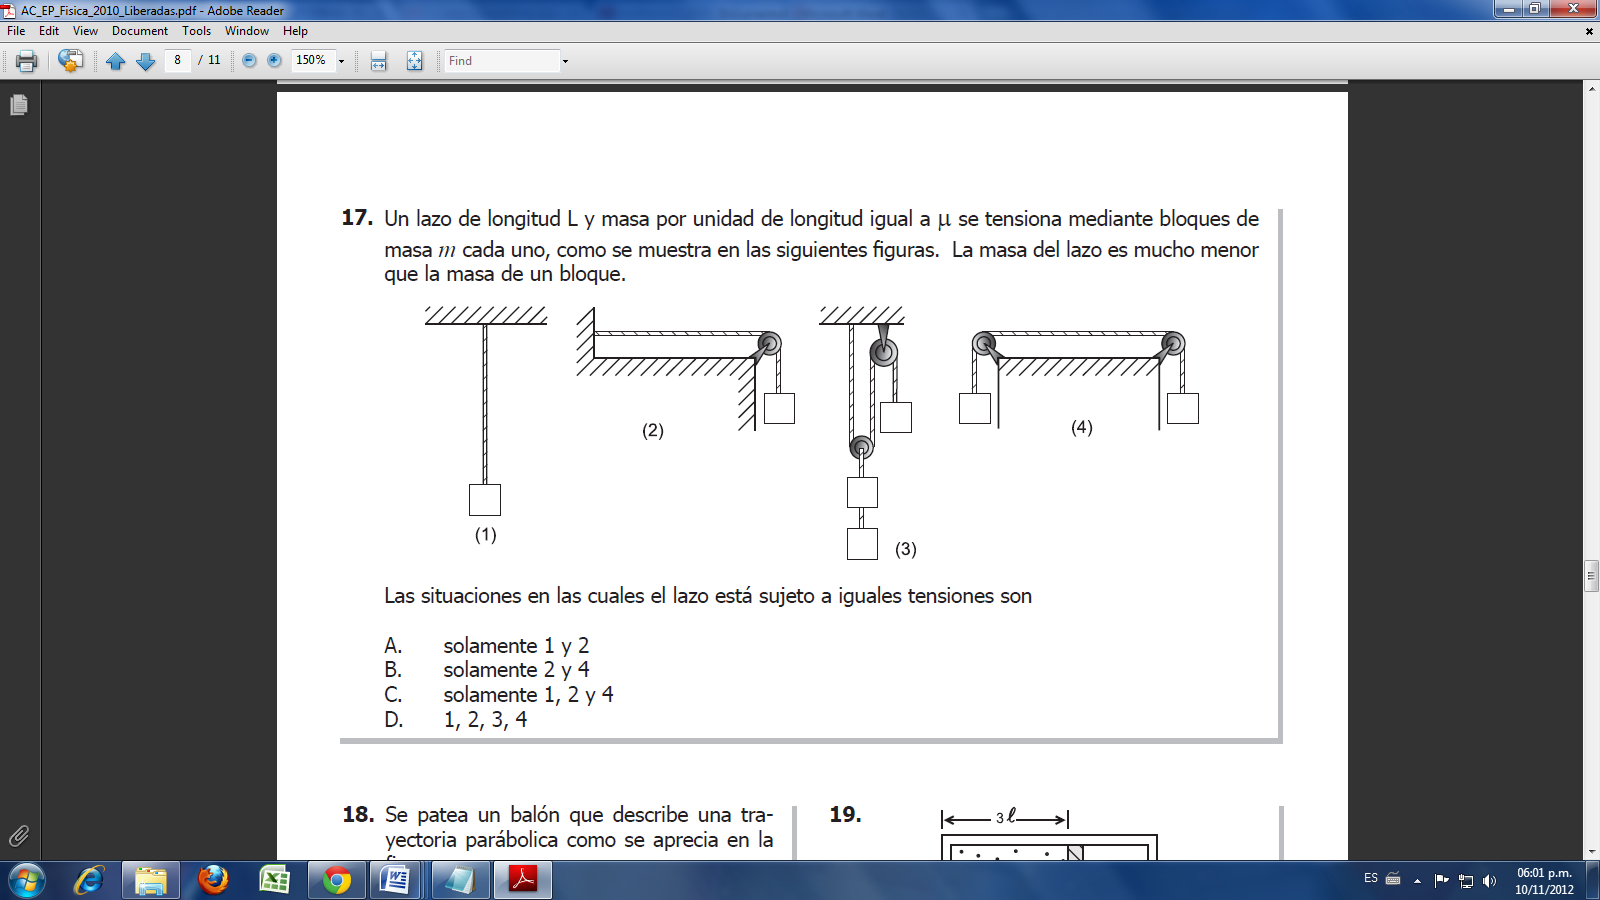 AC_EP_Fisica_2010_Liberadas.pdf - Adobe Reader
File Edit View Document Tools Window Help
8 / 11 150% Find
17. Un lazo de longitud L y masa por unidad de longitud igual a μ se tensiona mediante bloques de
masa m cada uno, como se muestra en las siguientes figuras. La masa del lazo es mucho menor
que la masa de un bloque.
(1)
(2)
(3)
(4)
Las situaciones en las cuales el lazo está sujeto a iguales tensiones son
A. solamente 1 y 2
B. solamente 2 y 4
C. solamente 1, 2 y 4
D. 1, 2, 3, 4
18. Se patea un balón que describe una tra-
yectoria parábolica como se aprecia en la
19.
3 ℓ
ES
06:01 p.m.
10/11/2012